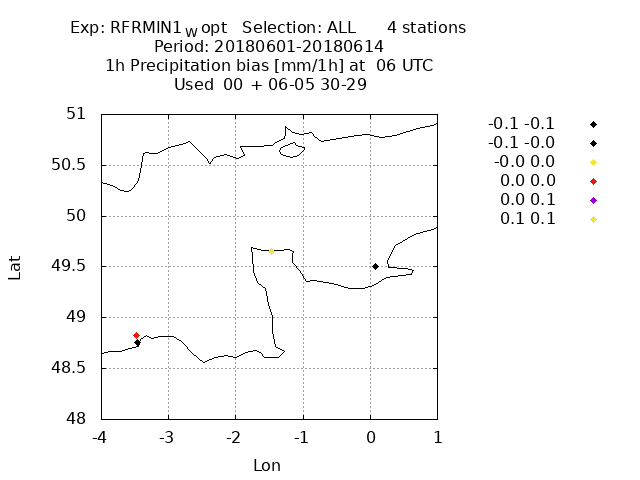 Exp: RFRMIN1 W opt   Selection: ALL      4 stations
Period: 20180601-20180614
1h Precipitation bias [mm/1h] at  06 UTC
Used  00 + 06-05 30-29
-0.1 -0.1
-0.1 -0.0
-0.0 0.0
0.0 0.0
0.0 0.1
0.1 0.1
51
50.5
50
49.5
49
48.5
48
Lat
-4 -3 -2 -1 0 1
Lon